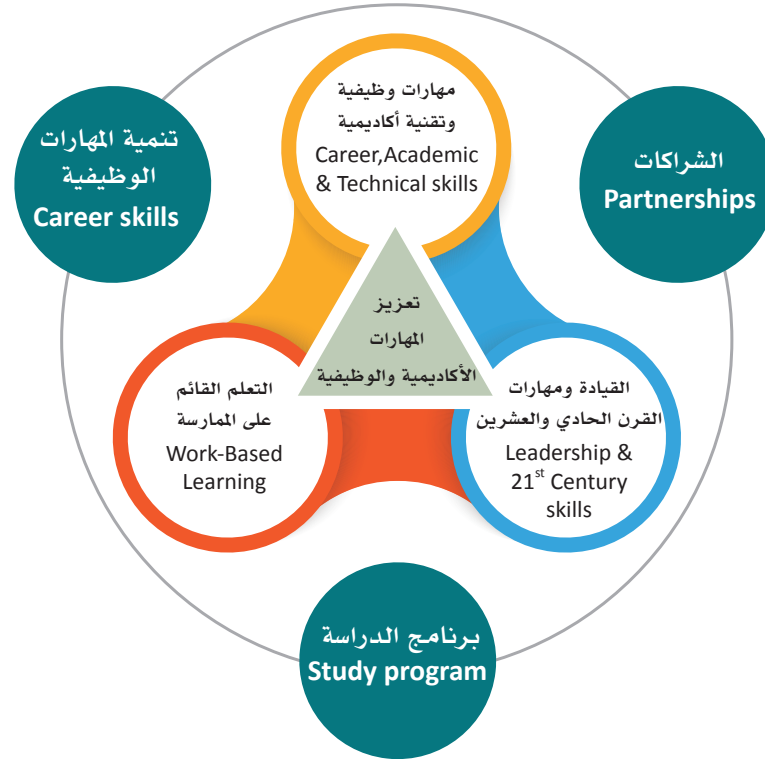 مهارات وظيفية
وتقنية أكاديمية
Career,Academic
& Technical skills
تنمية المهارات
الوظيفية
Career skills
الشراكات
Partnerships
تعزيز
المهارات
الأكاديمية والوظيفية
التعلم القائم
على الممارسة
Work-Based
Learning
القيادة ومهارات
القرن الحادي والعشرين
Leadership &
21st Century
skills
برنامج الدراسة
Study program